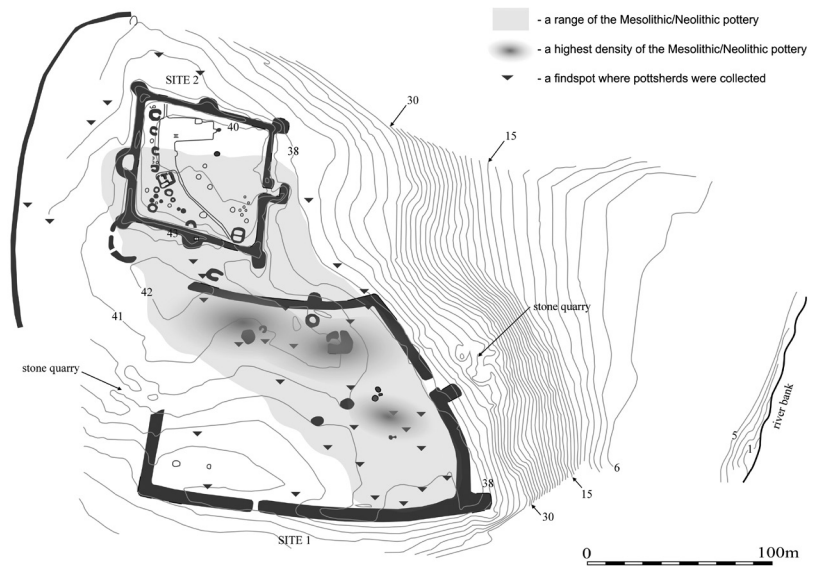 - a range of the Mesolithic/Neolithic pottery
- a highest density of the Mesolithic/Neolithic pottery
- a findspot where pottsherds were collected
SITE 2
30
40
15
38
43
42
41
stone quarry
stone quarry
river bank
5
1
38
6
15
30
SITE 1
0
100m